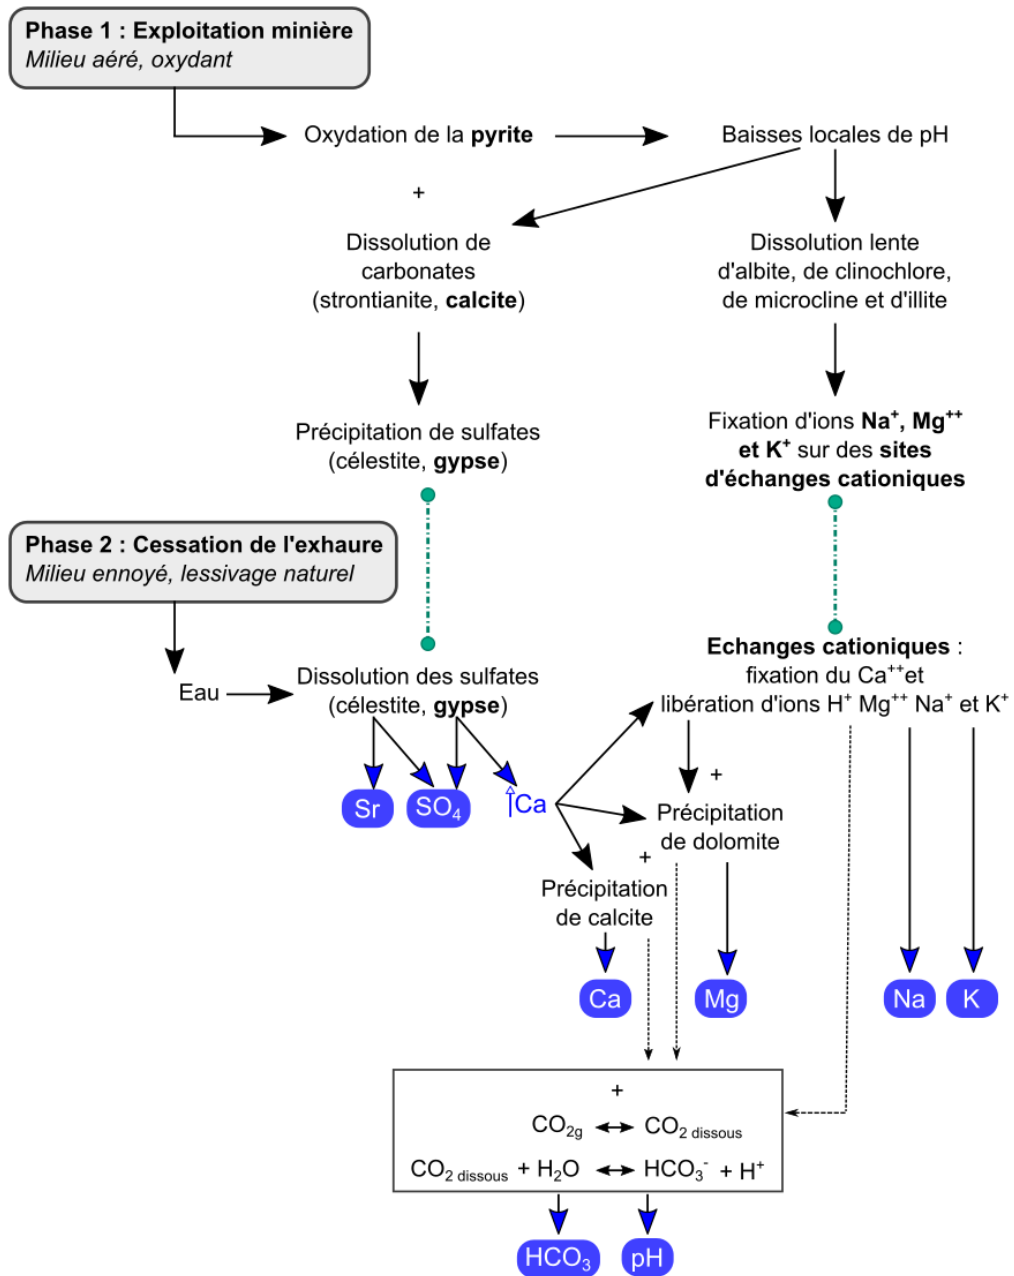 Phase 1 : Exploitation minière
Milieu aéré, oxydant
Oxydation de la pyrite
Baisses locales de pH
+
Dissolution de
carbonates
(strontianite, calcite)
Dissolution lente
d'albite, de clinochlore,
de microcline et d'illite
Précipitation de sulfates
(célestite, gypse)
Fixation d'ions Na⁺, Mg⁺⁺
et K⁺ sur des sites
d'échanges cationiques
Phase 2 : Cessation de l'exhaure
Milieu ennoyé, lessivage naturel
Eau
Dissolution des sulfates
(célestite, gypse)
Echanges cationiques :
fixation du Ca⁺⁺et
libération d'ions H⁺ Mg⁺⁺ Na⁺ et K⁺
Sr
SO₄
Ca
+
Précipitation
de dolomite
+
Précipitation
de calcite
Ca
Mg
Na
K
+
CO₂g ↔ CO₂ dissous
CO₂ dissous + H₂O ↔ HCO₃⁻ + H⁺
HCO₃
pH